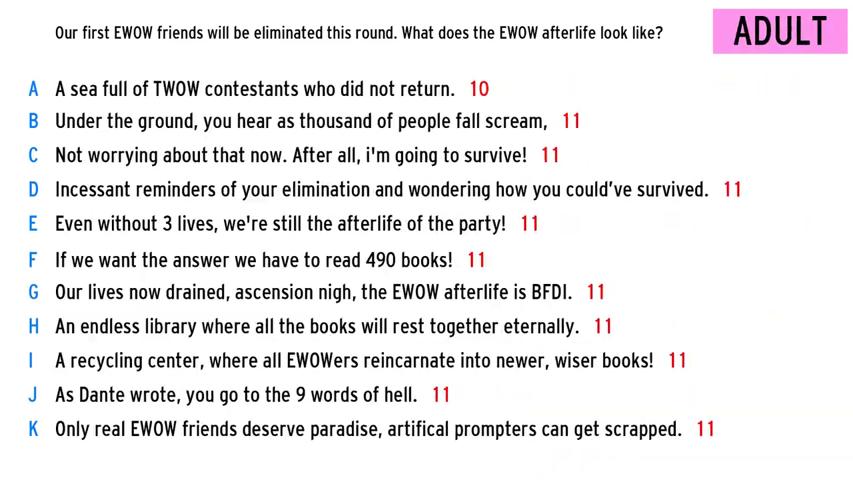 Our first EWOW friends will be eliminated this round. What does the EWOW afterlife look like?
ADULT
A A sea full of TWOW contestants who did not return. 10
B Under the ground, you hear as thousand of people fall scream, 11
C Not worrying about that now. After all, i'm going to survive! 11
D Incessant reminders of your elimination and wondering how you could've survived. 11
E Even without 3 lives, we're still the afterlife of the party! 11
F If we want the answer we have to read 490 books! 11
G Our lives now drained, ascension nigh, the EWOW afterlife is BFDI. 11
H An endless library where all the books will rest together eternally. 11
I A recycling center, where all EWOWers reincarnate into newer, wiser books! 11
J As Dante wrote, you go to the 9 words of hell. 11
K Only real EWOW friends deserve paradise, artifical prompters can get scrapped. 11